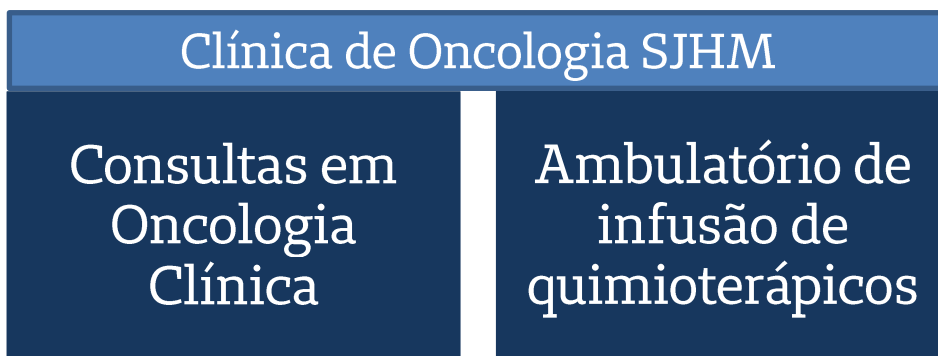 Clínica de Oncologia SJHM
Consultas em
Oncologia
Clínica
Ambulatório de
infusão de
quimioterápicos